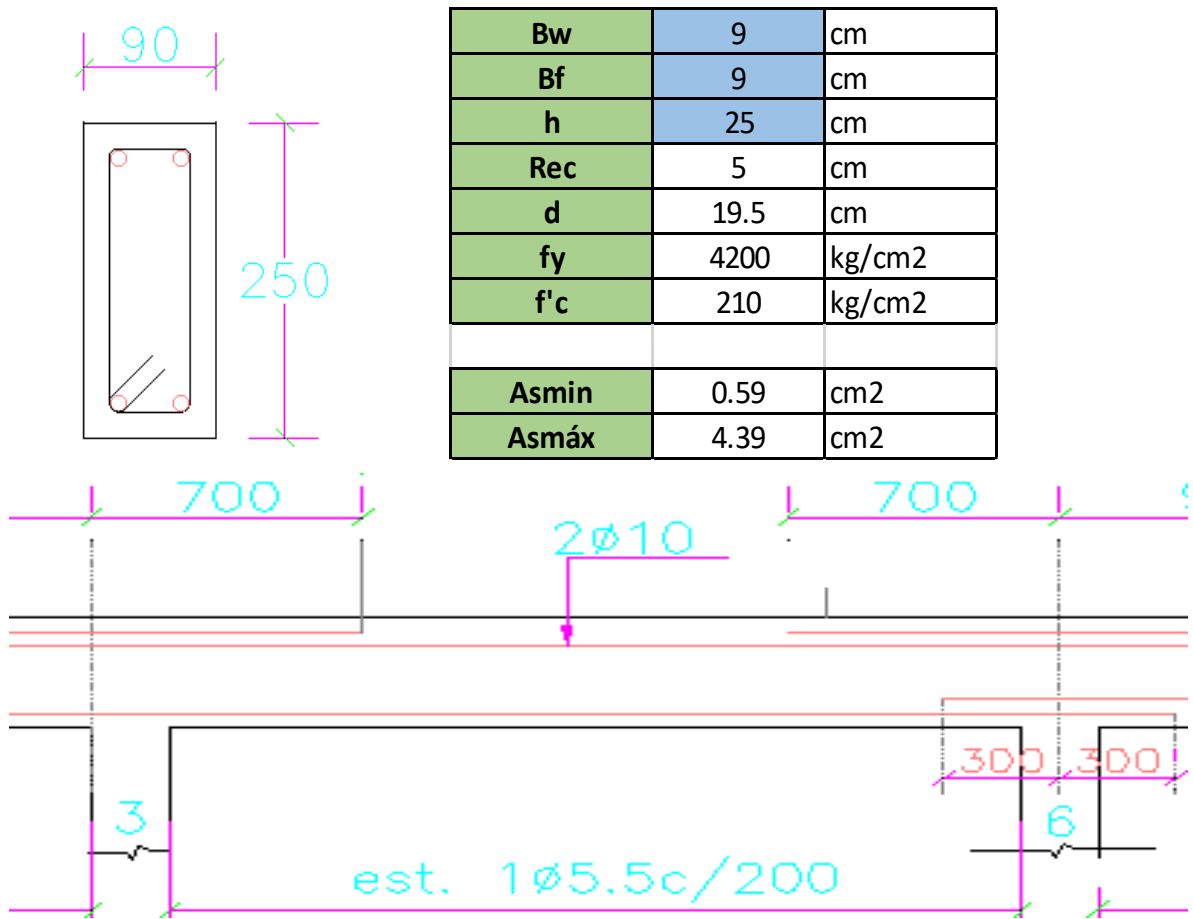 90
250
Bw 9 cm
Bf 9 cm
h 25 cm
Rec 5 cm
d 19.5 cm
fy 4200 kg/cm2
f'c 210 kg/cm2
Asmin 0.59 cm2
Asmáx 4.39 cm2
700 700
2ø10
300 300
3 6
est. 1ø5.5c/200